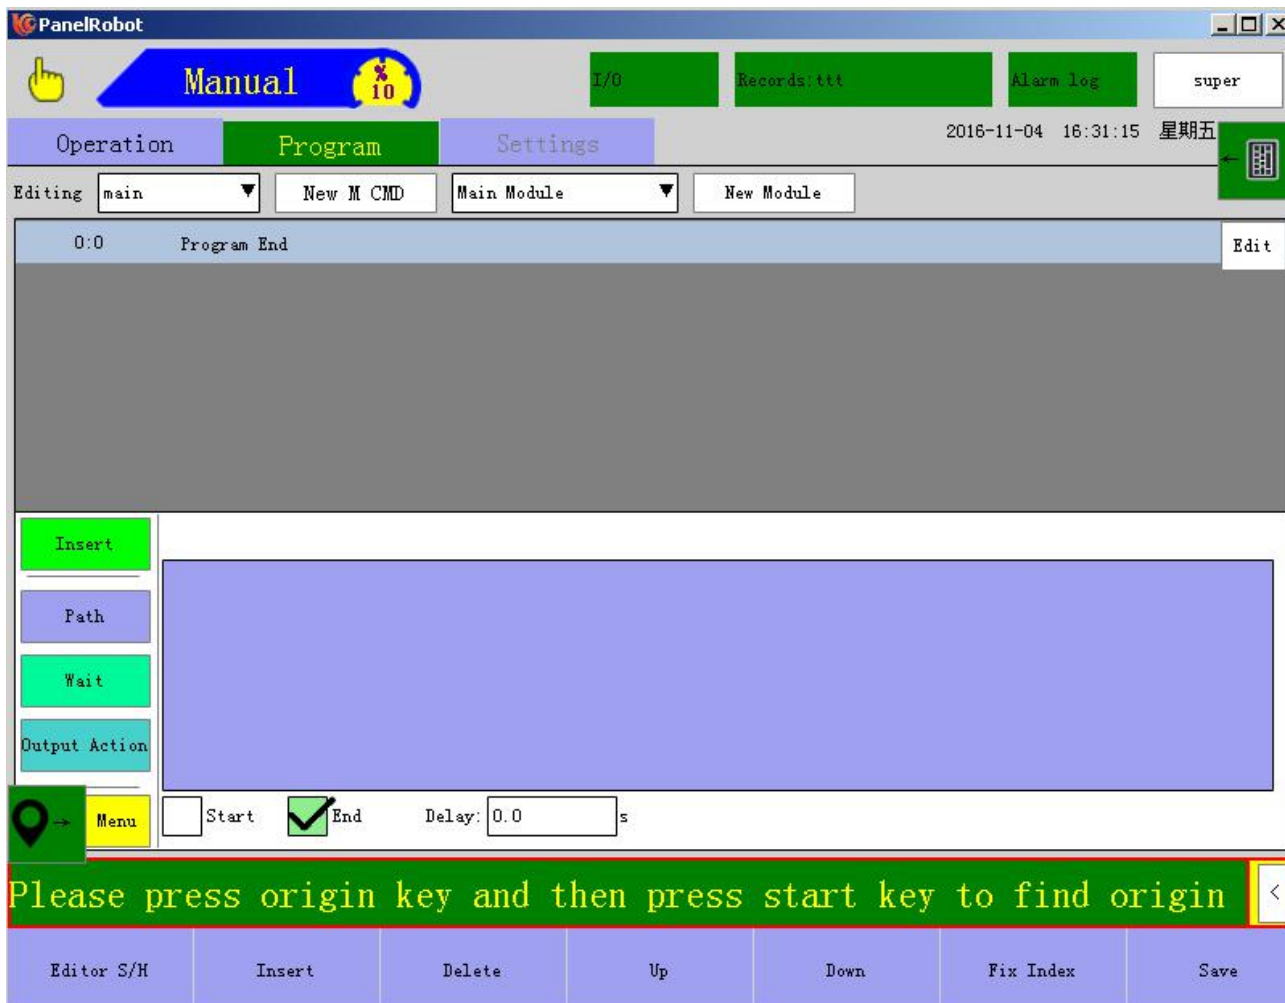 PanelRobot
Manual % 10 I/O Records:ttt Alarm log super
Operation Program Settings 2016-11-04 16:31:15 星期五
Editing main New M CMD Main Module New Module
0:0 Program End Edit
Insert
Path
Wait
Output Action
Menu Start End Delay: 0.0 s
Please press origin key and then press start key to find origin <
Editor S/H Insert Delete Up Down Fix Index Save